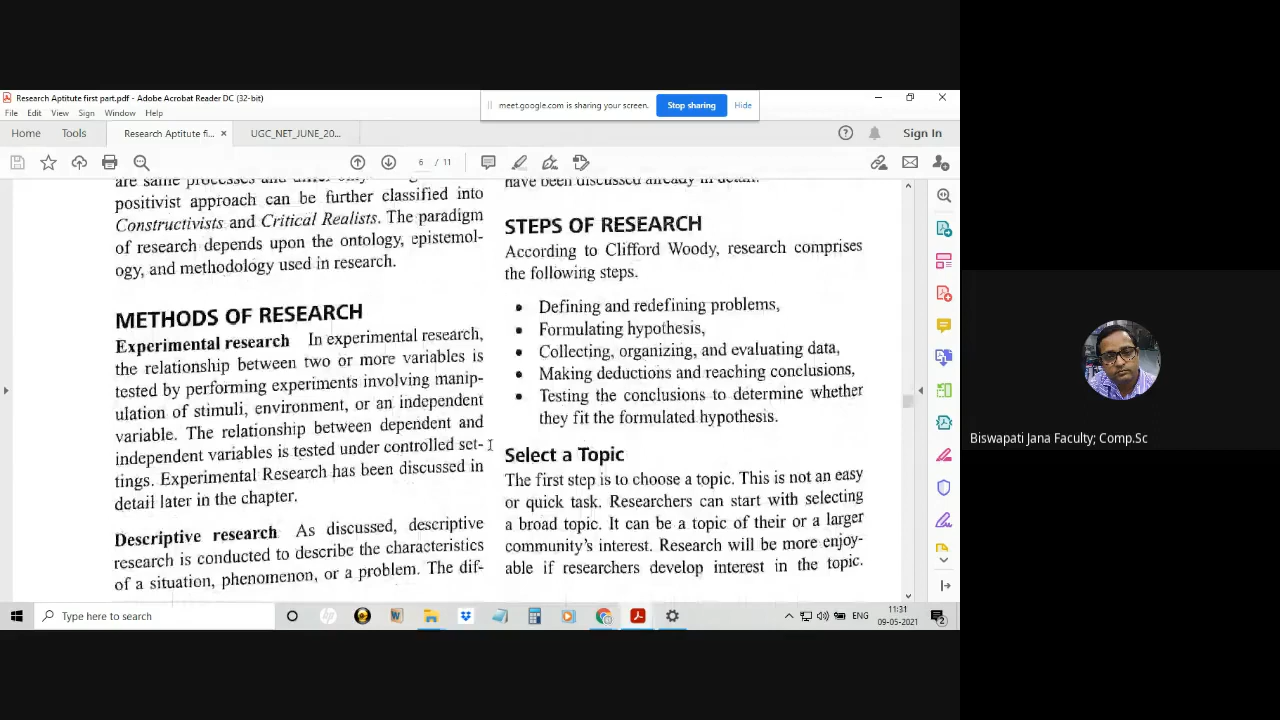 Research Aptitute first part.pdf - Adobe Acrobat Reader DC (32-bit)
meet.google.com is sharing your screen.
Stop sharing
Hide
File Edit View Sign Window Help
Home Tools Research Aptitute fi... × UGC_NET_JUNE_20... Sign In
6 / 11
positivist approach can be further classified into
Constructivists and Critical Realists. The paradigm
of research depends upon the ontology, epistemol-
ogy, and methodology used in research.
METHODS OF RESEARCH
Experimental research In experimental research,
the relationship between two or more variables is
tested by performing experiments involving manip-
ulation of stimuli, environment, or an independent
variable. The relationship between dependent and
independent variables is tested under controlled set-
tings. Experimental Research has been discussed in
detail later in the chapter.
Descriptive research As discussed, descriptive
research is conducted to describe the characteristics
of a situation, phenomenon, or a problem. The dif-
have been discussed already in detail.
STEPS OF RESEARCH
According to Clifford Woody, research comprises
the following steps.
• Defining and redefining problems,
• Formulating hypothesis,
• Collecting, organizing, and evaluating data,
• Making deductions and reaching conclusions,
• Testing the conclusions to determine whether
they fit the formulated hypothesis.
Select a Topic
The first step is to choose a topic. This is not an easy
or quick task. Researchers can start with selecting
a broad topic. It can be a topic of their or a larger
community's interest. Research will be more enjoy-
able if researchers develop interest in the topic.
Biswapati Jana Faculty; Comp.Sc
Type here to search
ENG
11:31
09-05-2021
2